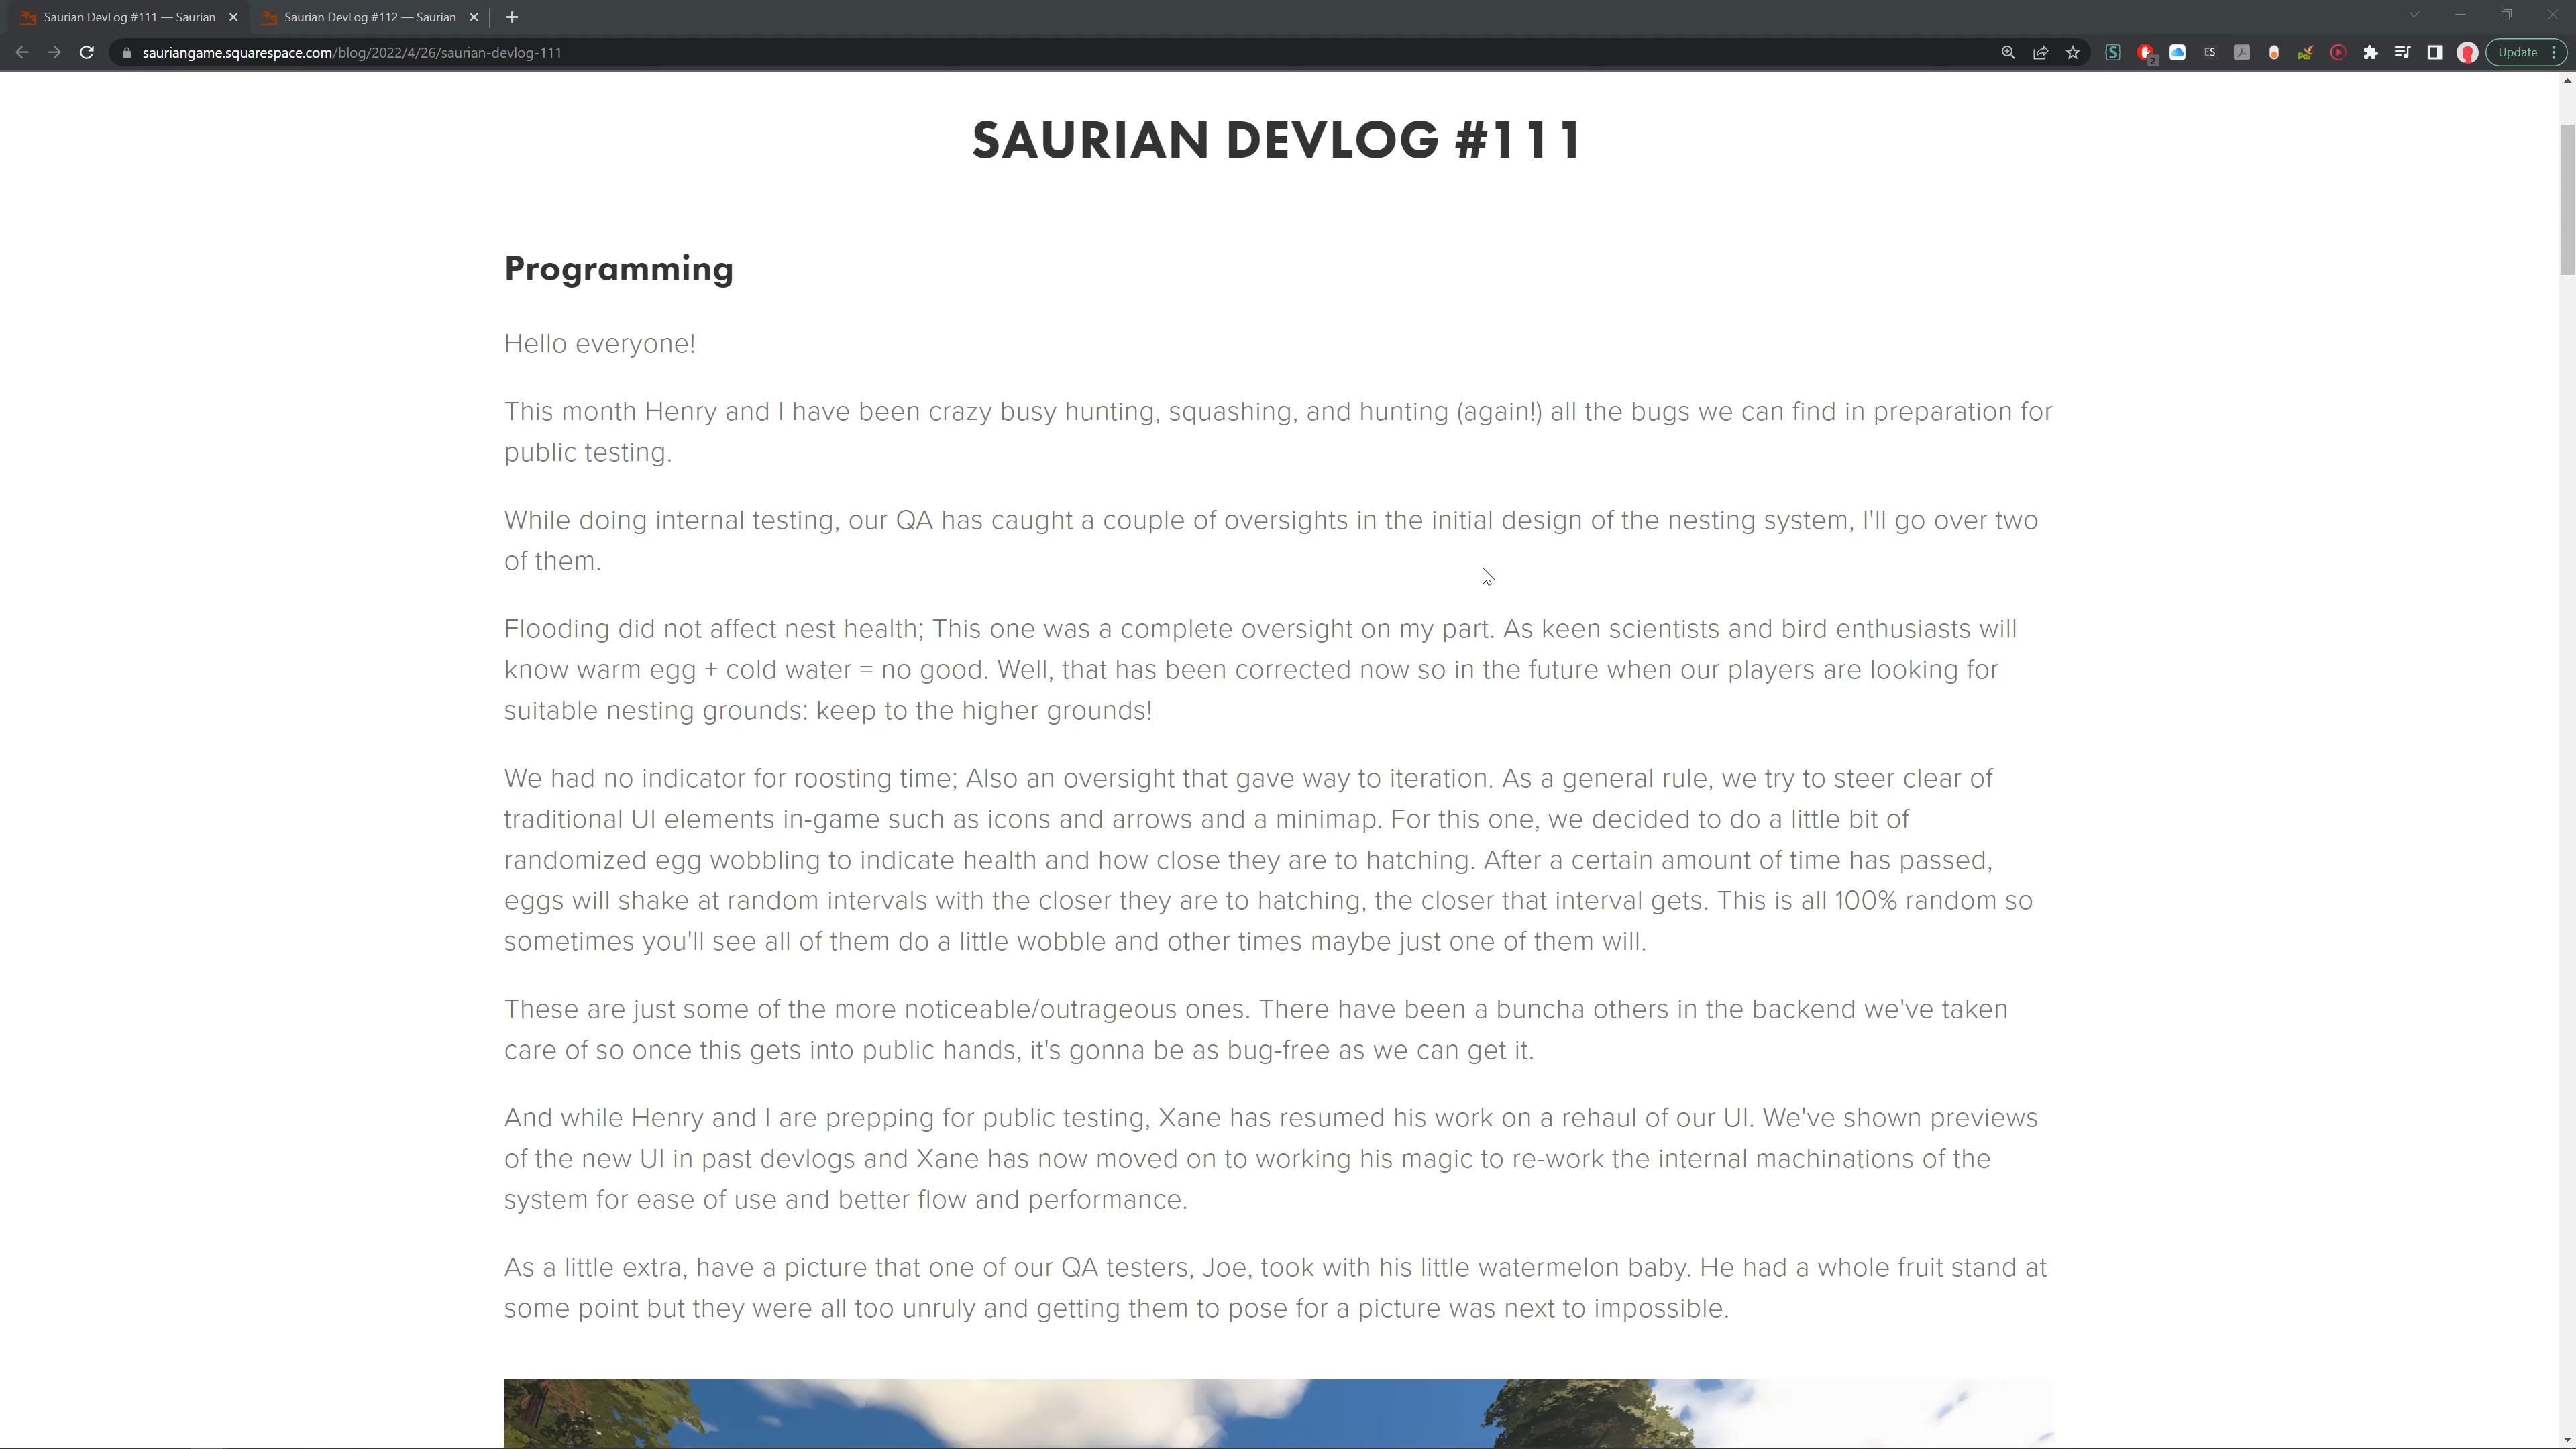 Saurian DevLog #111 — Saurian
Saurian DevLog #112 — Saurian
sauriangame.squarespace.com/blog/2022/4/26/saurian-devlog-111
2
ES
Update
SAURIAN DEVLOG #111
Programming
Hello everyone!
This month Henry and I have been crazy busy hunting, squashing, and hunting (again!) all the bugs we can find in preparation for
public testing.
While doing internal testing, our QA has caught a couple of oversights in the initial design of the nesting system, I'll go over two
of them.
Flooding did not affect nest health; This one was a complete oversight on my part. As keen scientists and bird enthusiasts will
know warm egg + cold water = no good. Well, that has been corrected now so in the future when our players are looking for
suitable nesting grounds: keep to the higher grounds!
We had no indicator for roosting time; Also an oversight that gave way to iteration. As a general rule, we try to steer clear of
traditional UI elements in-game such as icons and arrows and a minimap. For this one, we decided to do a little bit of
randomized egg wobbling to indicate health and how close they are to hatching. After a certain amount of time has passed,
eggs will shake at random intervals with the closer they are to hatching, the closer that interval gets. This is all 100% random so
sometimes you'll see all of them do a little wobble and other times maybe just one of them will.
These are just some of the more noticeable/outrageous ones. There have been a buncha others in the backend we've taken
care of so once this gets into public hands, it's gonna be as bug-free as we can get it.
And while Henry and I are prepping for public testing, Xane has resumed his work on a rehaul of our UI. We've shown previews
of the new UI in past devlogs and Xane has now moved on to working his magic to re-work the internal machinations of the
system for ease of use and better flow and performance.
As a little extra, have a picture that one of our QA testers, Joe, took with his little watermelon baby. He had a whole fruit stand at
some point but they were all too unruly and getting them to pose for a picture was next to impossible.